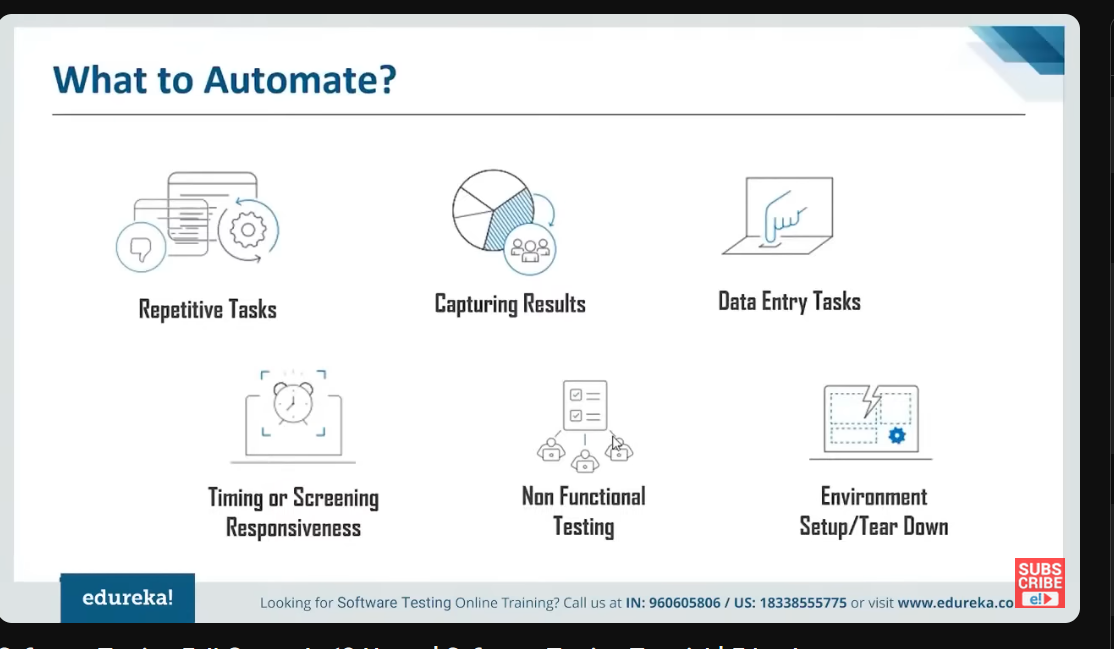 What to Automate?
Repetitive Tasks
Capturing Results
Data Entry Tasks
Timing or Screening
Responsiveness
Non Functional
Testing
Environment
Setup/Tear Down
SUBS
CRIBE
e!
edureka!
Looking for Software Testing Online Training? Call us at IN: 960605806 / US: 18338555775 or visit www.edureka.co